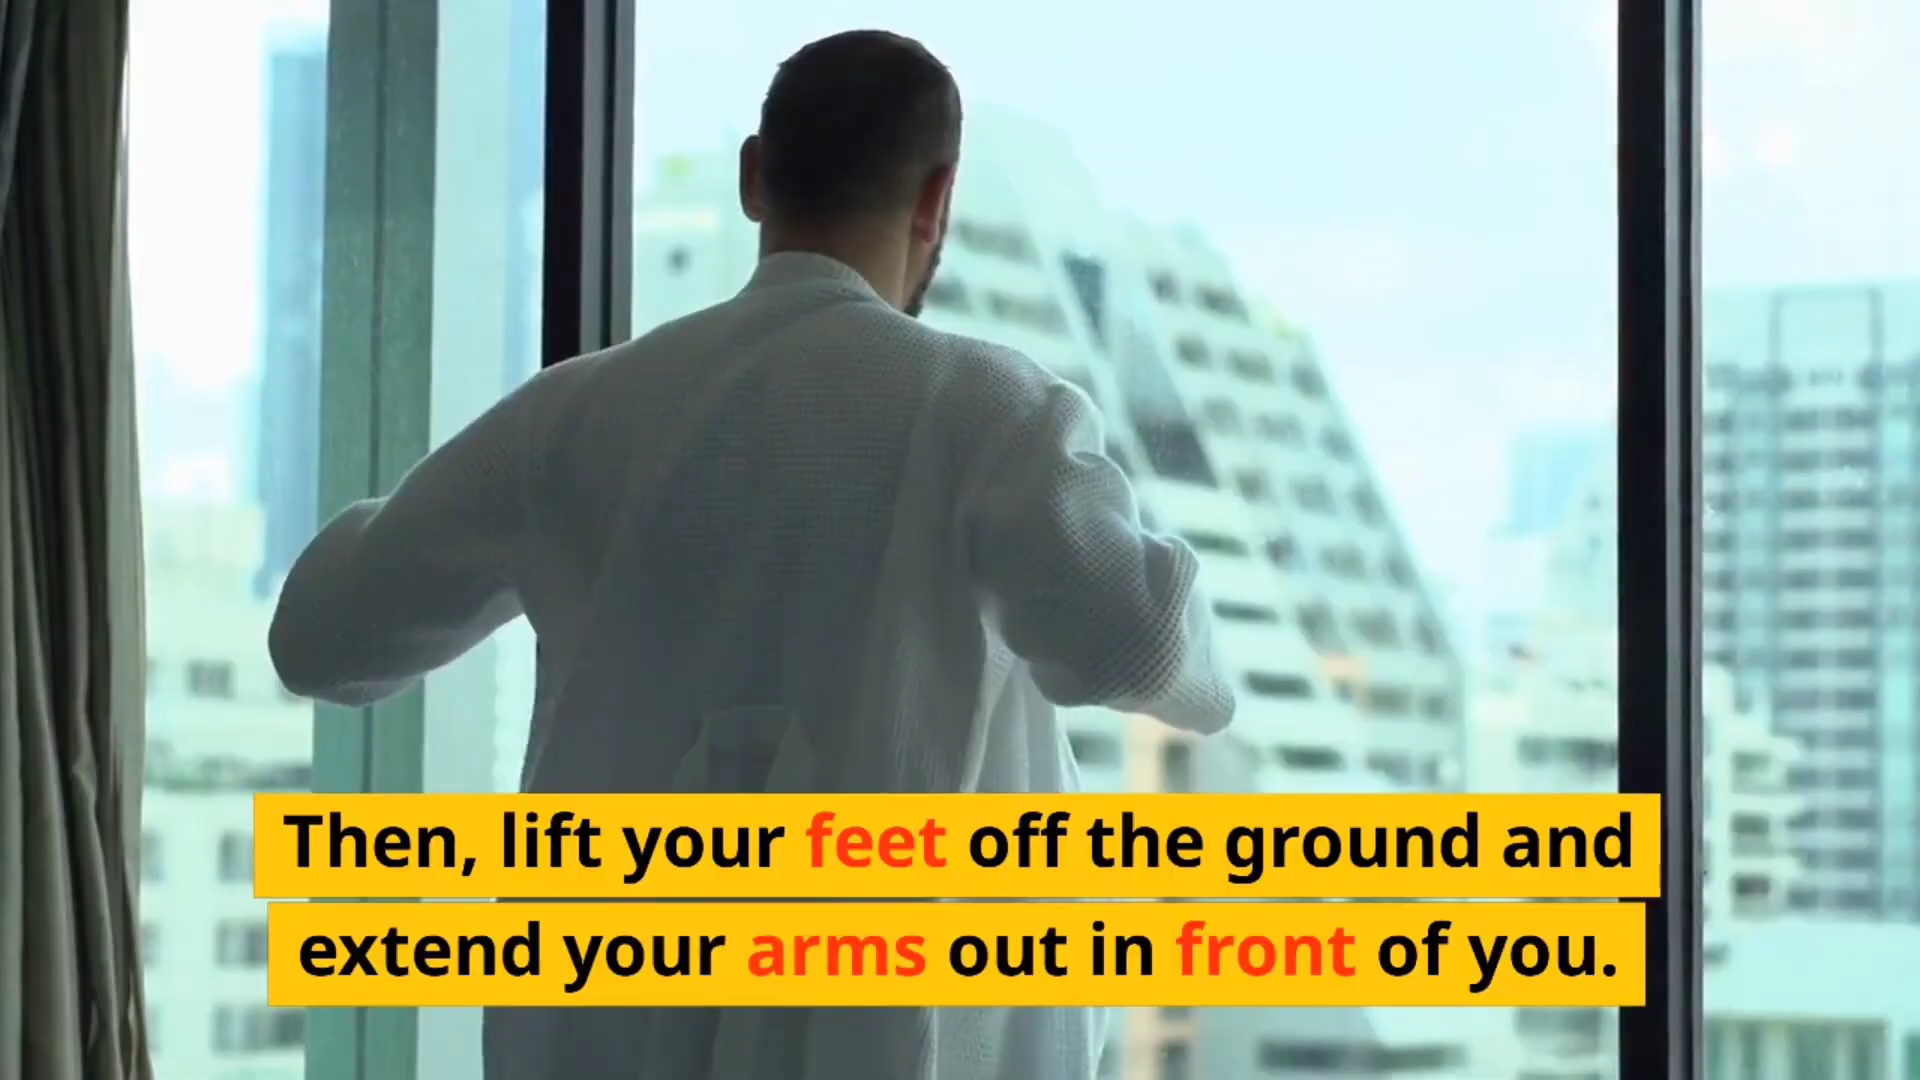 Then, lift your feet off the ground and
extend your arms out in front of you.